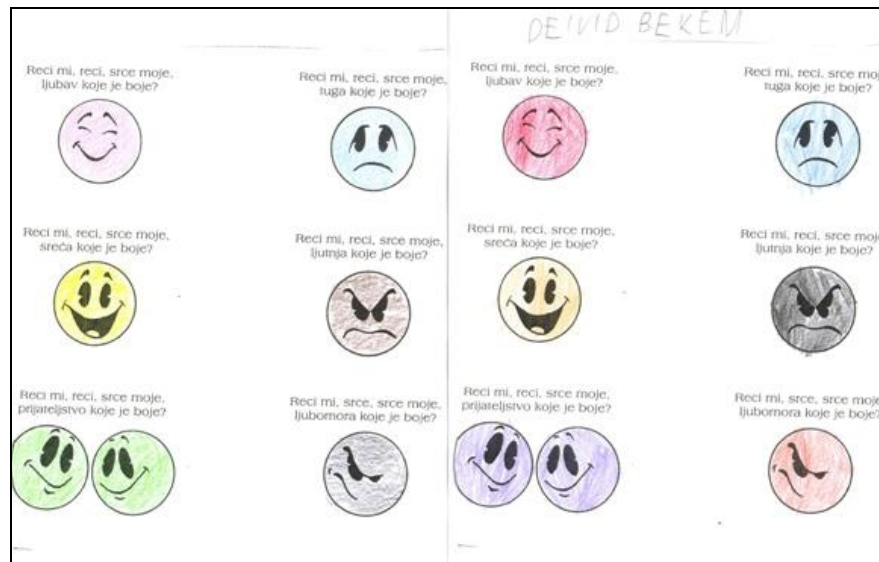 DEIVID BEKEM
Reci mi, reci, srce moje,
ljubav koje je boje?
Reci mi, reci, srce moje,
tuga koje je boje?
Reci mi, reci, srce moje,
sreća koje je boje?
Reci mi, reci, srce moje,
ljutnja koje je boje?
Reci mi, reci, srce moje,
prijateljstvo koje je boje?
Reci mi, srce, srce moje,
ljubomora koje je boje?
Reci mi, reci, srce moje,
ljubav koje je boje?
Reci mi, reci, srce moj
tuga koje je boje?
Reci mi, reci, srce moje,
sreća koje je boje?
Reci mi, reci, srce moje
ljutnja koje je boje?
Reci mi, reci, srce moje,
prijateljstvo koje je boje?
Reci mi, srce, srce moje,
ljubomora koje je boje?